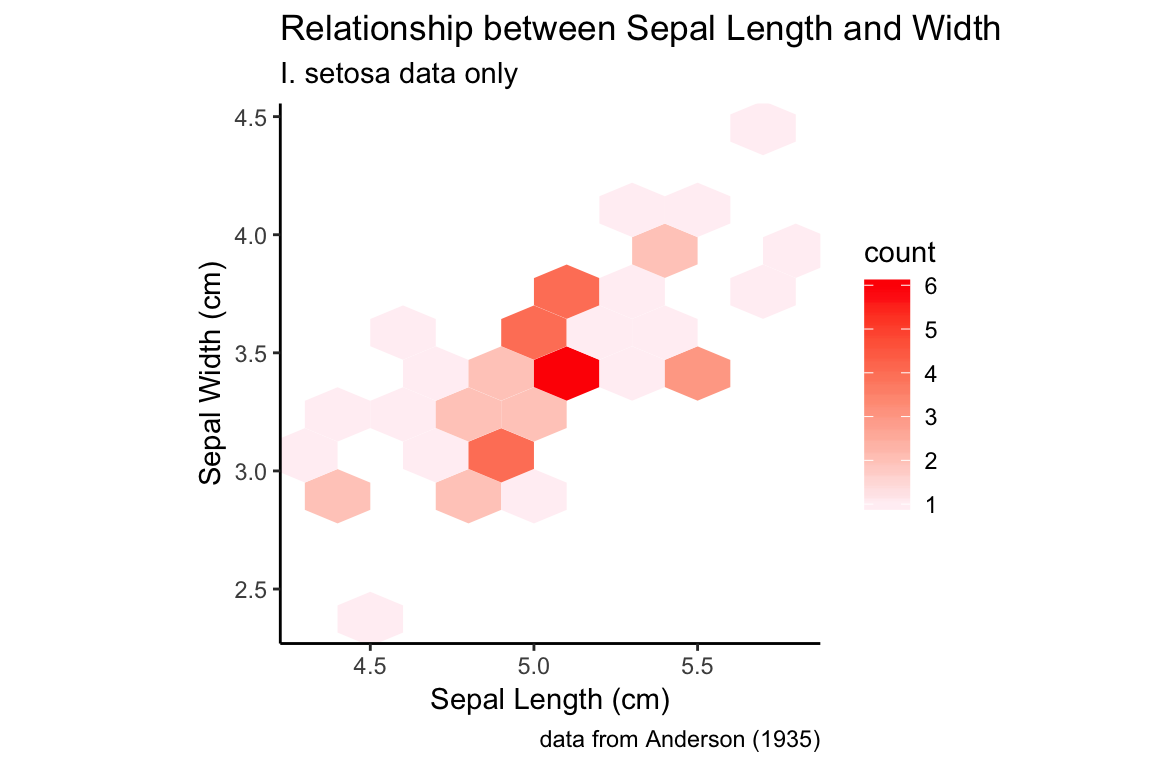 Relationship between Sepal Length and Width
I. setosa data only
4.5
4.0
3.5
3.0
2.5
Sepal Width (cm)
4.5 5.0 5.5
Sepal Length (cm)
count
6
5
4
3
2
1
data from Anderson (1935)